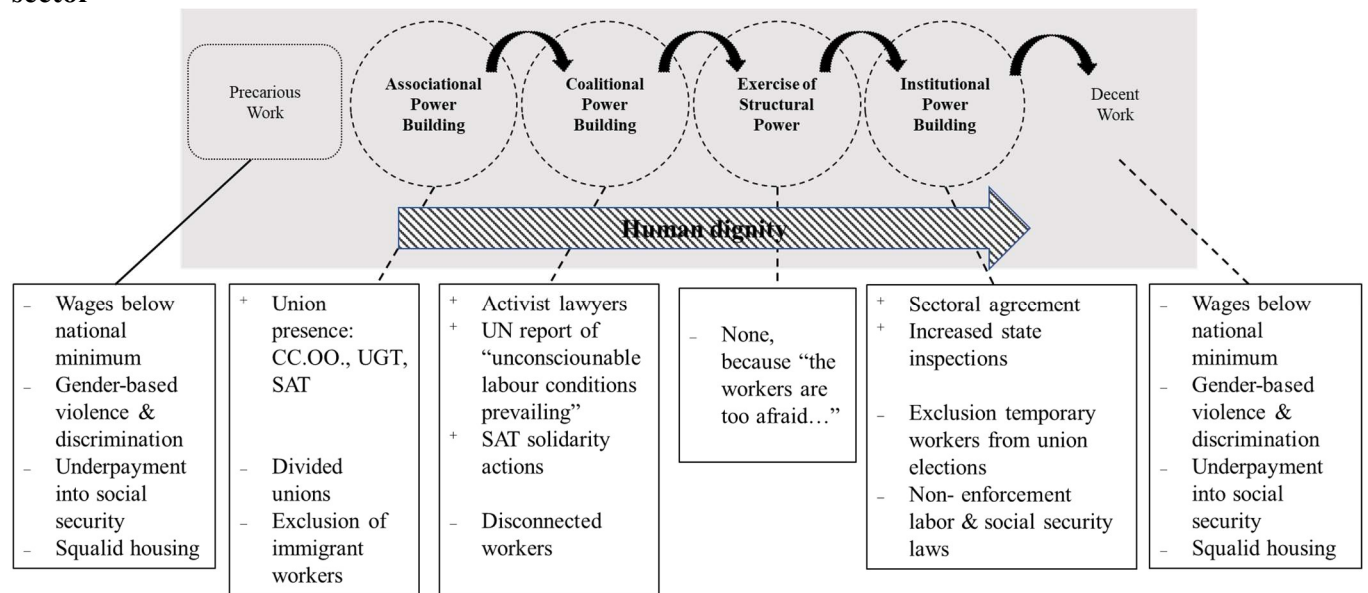 sector
Precarious
Work
Associational
Power
Building
Coalitional
Power
Building
Exercise of
Structural
Power
Institutional
Power
Building
Decent
Work
Human dignity
– Wages below
national
minimum
– Gender-based
violence &
discrimination
– Underpayment
into social
security
– Squalid housing
+ Union
presence:
CC.OO., UGT,
SAT
– Divided
unions
– Exclusion of
immigrant
workers
+ Activist lawyers
+ UN report of
“unconsciounable
labour conditions
prevailing”
+ SAT solidarity
actions
– Disconnected
workers
– None,
because “the
workers are
too afraid…”
+ Sectoral agreement
+ Increased state
inspections
– Exclusion temporary
workers from union
elections
– Non- enforcement
labor & social security
laws
– Wages below
national
minimum
– Gender-based
violence &
discrimination
– Underpayment
into social
security
– Squalid housing